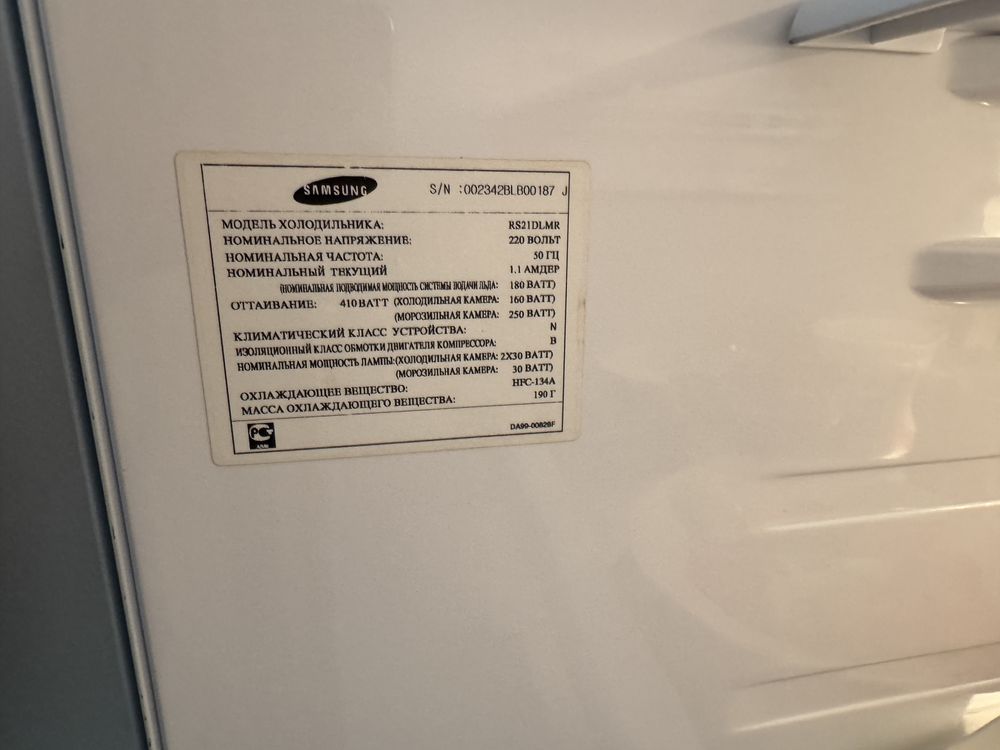 SAMSUNG S/N :002342BLB00187 J
МОДЕЛЬ ХОЛОДИЛЬНИКА: RS21DLMR
НОМИНАЛЬНОЕ НАПРЯЖЕНИЕ: 220 ВОЛЬТ
НОМИНАЛЬНАЯ ЧАСТОТА: 50 ГЦ
НОМИНАЛЬНЫЙ ТЕКУЩИЙ 1.1 АМДЕР
(НОМИНАЛЬНАЯ ПОДВОДИМАЯ МОЩНОСТЬ СИСТЕМЫ ПОДАЧИ ЛЬДА: 180 ВАТТ)
ОТТАИВАНИЕ: 410ВАТТ (ХОЛОДИЛЬНАЯ КАМЕРА: 160 ВАТТ)
(МОРОЗИЛЬНАЯ КАМЕРА: 250 ВАТТ)
КЛИМАТИЧЕСКИЙ КЛАСС УСТРОЙСТВА: N
ИЗОЛЯЦИОННЫЙ КЛАСС ОБМОТКИ ДВИГАТЕЛЯ КОМПРЕССОРА: B
НОМИНАЛЬНАЯ МОЩНОСТЬ ЛАМПЫ:(ХОЛОДИЛЬНАЯ КАМЕРА: 2X30 ВАТТ)
(МОРОЗИЛЬНАЯ КАМЕРА: 30 ВАТТ)
ОХЛАЖДАЮЩЕЕ ВЕЩЕСТВО: HFC-134A
МАССА ОХЛАЖДАЮЩЕГО ВЕЩЕСТВА: 190 Г
DA99-00828F